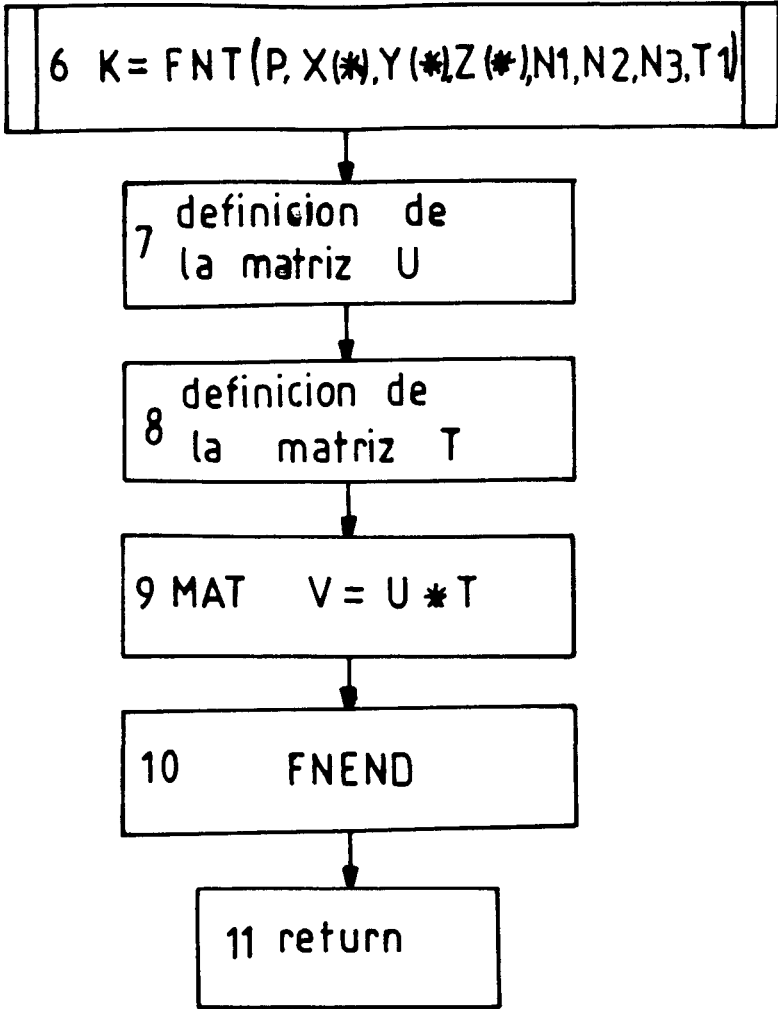 6 K= FNT(P, X(*),Y(*),Z(*),N1,N2,N3,T1)
7 definicion de
la matriz U
8 definicion de
la matriz T
9 MAT V = U * T
10 FNEND
11 return